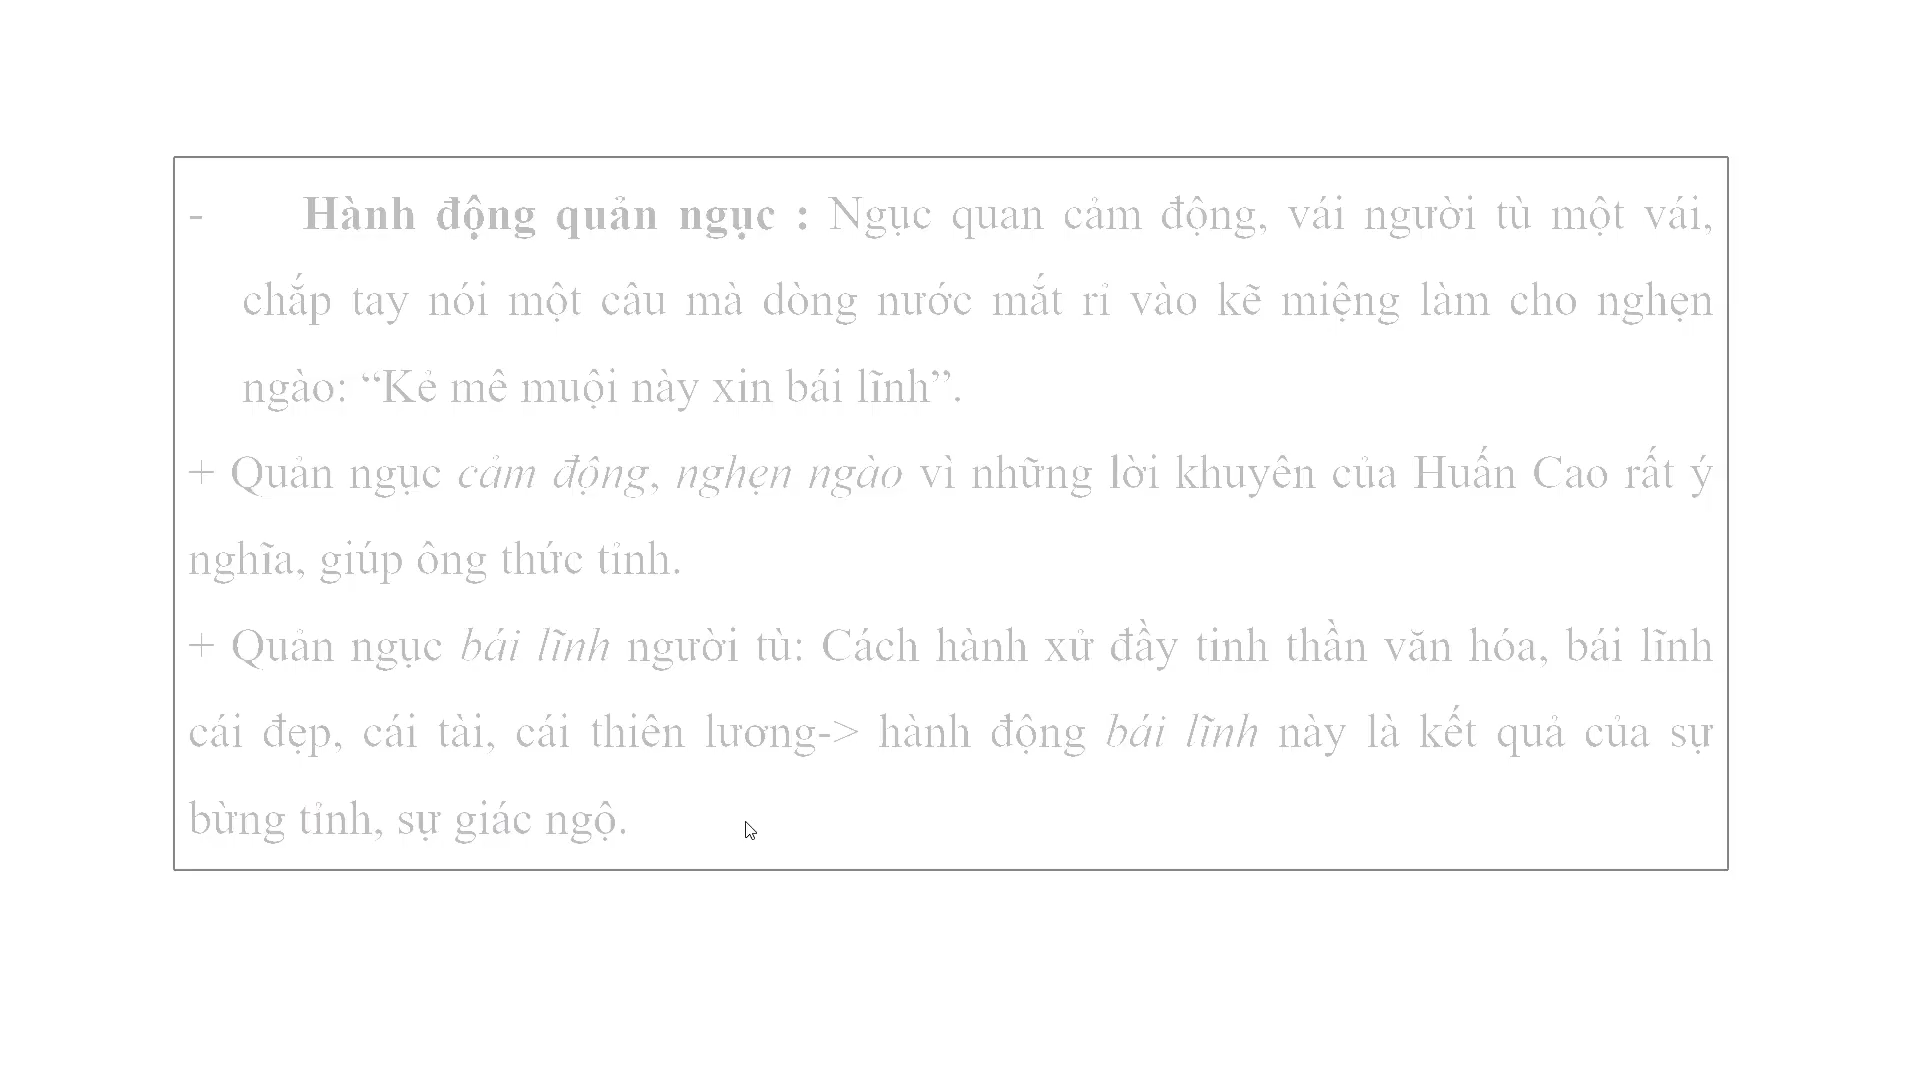 - Hành động quản ngục : Ngục quan cảm động, vái người tù một vái,
chắp tay nói một câu mà dòng nước mắt rỉ vào kẽ miệng làm cho nghẹn
ngào: “Kẻ mê muội này xin bái lĩnh”.
+ Quản ngục cảm động, nghẹn ngào vì những lời khuyên của Huấn Cao rất ý
nghĩa, giúp ông thức tỉnh.
+ Quản ngục bái lĩnh người tù: Cách hành xử đầy tinh thần văn hóa, bái lĩnh
cái đẹp, cái tài, cái thiên lương-> hành động bái lĩnh này là kết quả của sự
bừng tỉnh, sự giác ngộ.